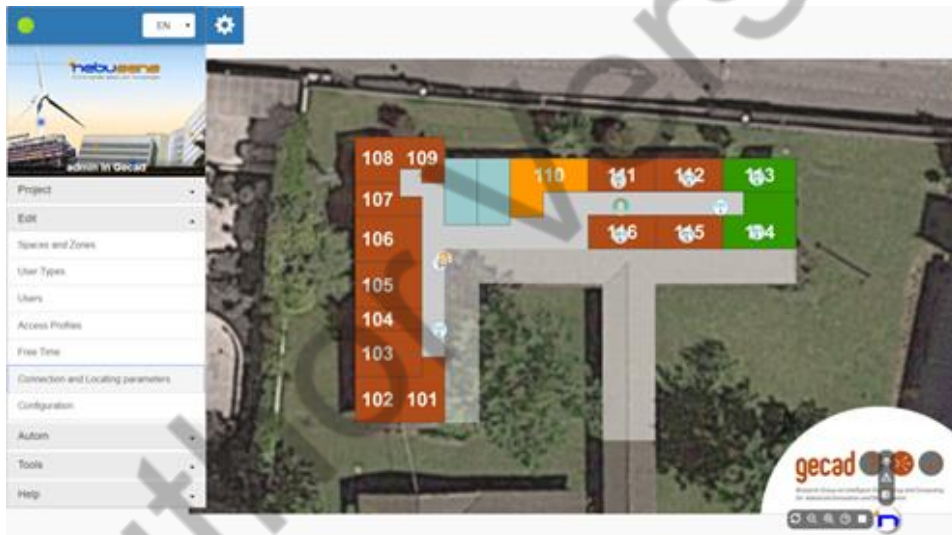 EN
nebusens
admin in Gecad
Project
Edit
Spaces and Zones
User Types
Users
Access Profiles
Free Time
Connection and Locating parameters
Configuration
Autom
Tools
Help
108 109
107
106
105
104
103
102 101
110 111 112 113
116 115 114
gecad
Author vers